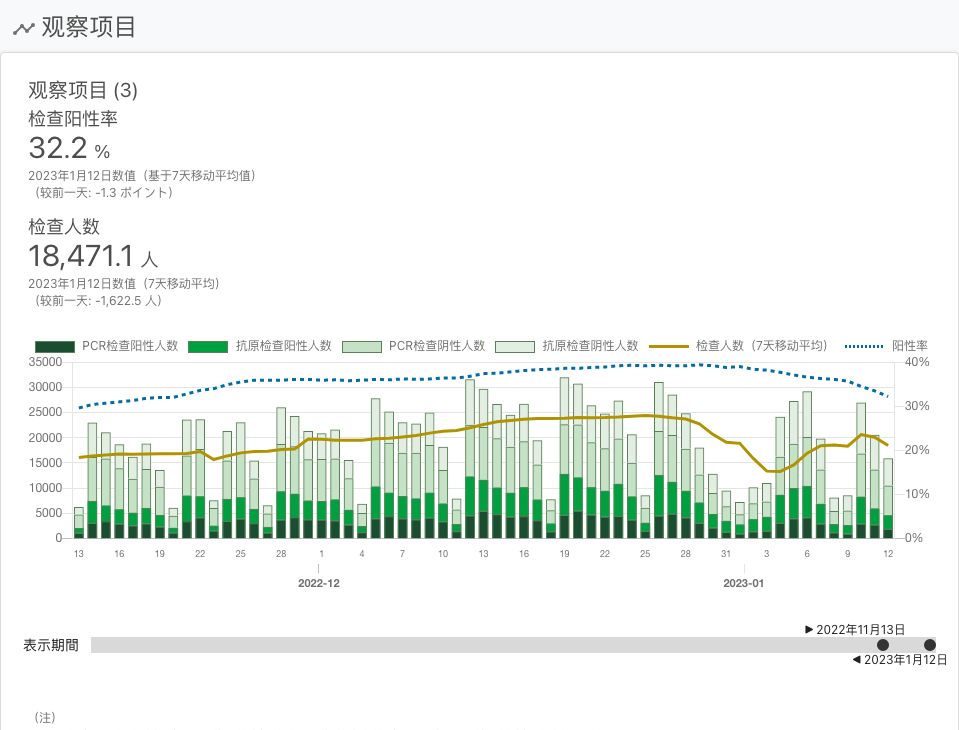 观察项目
观察项目 (3)
检查阳性率
32.2 %
2023年1月12日数值（基于7天移动平均值）
（较前一天: -1.3 ポイント）
检查人数
18,471.1 人
2023年1月12日数值（7天移动平均）
（较前一天: -1,622.5 人）
PCR检查阳性人数 抗原检查阳性人数 PCR检查阴性人数 抗原检查阴性人数 检查人数（7天移动平均） 阳性率
35000 40%
30000
25000 30%
20000 20%
15000
10000 10%
5000
0 0%
13 16 19 22 25 28 1 4 7 10 13 16 19 22 25 28 31 3 6 9 12
2022-12 2023-01
▶ 2022年11月13日
表示期間
◀ 2023年1月12日
（注）